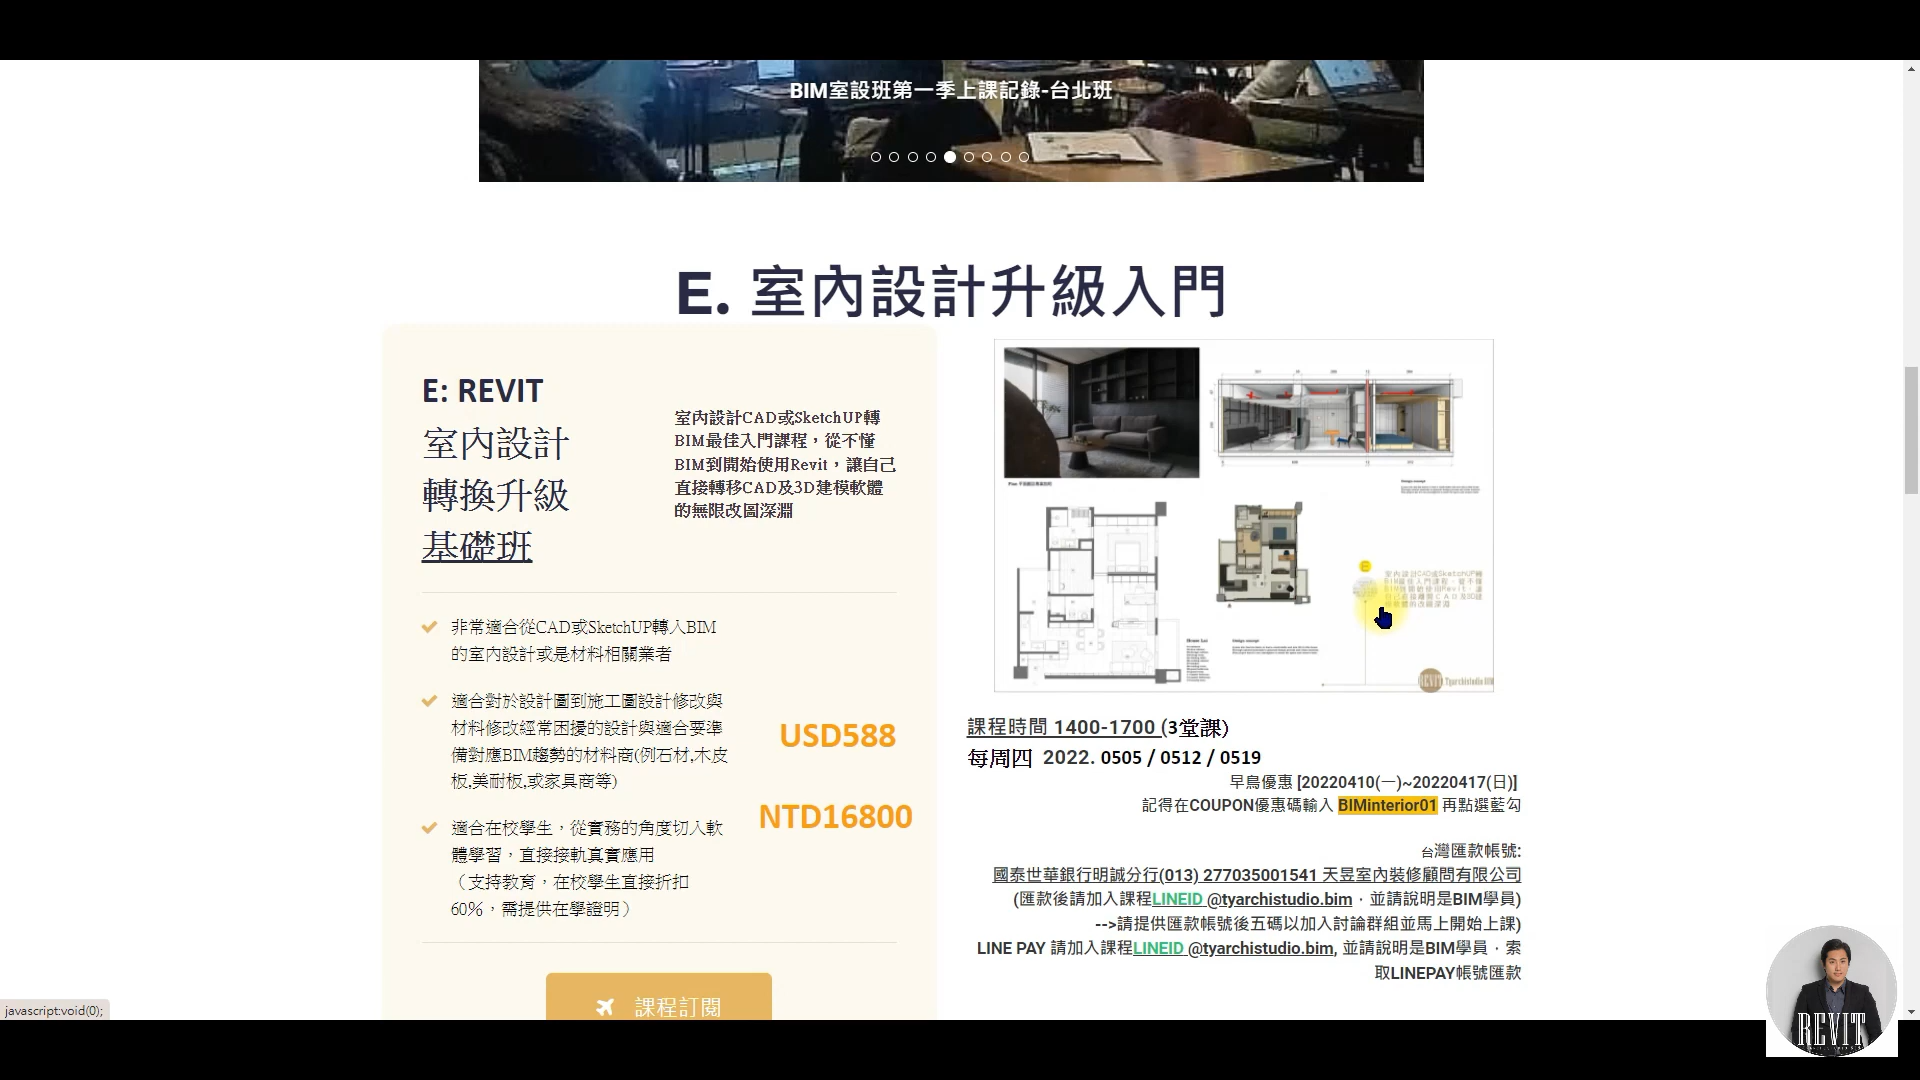 BIM室設班第一季上課記錄-台北班
E. 室內設計升級入門
E: REVIT
室內設計
轉換升級
基礎班
室內設計CAD或SketchUP轉
BIM最佳入門課程，從不懂
BIM到開始使用Revit，讓自己
直接轉移CAD及3D建模軟體
的無限改圖深淵
非常適合從CAD或SketchUP轉入BIM
的室內設計或是材料相關業者
適合對於設計圖到施工圖設計修改與
材料修改經常困擾的設計與適合要準
備對應BIM趨勢的材料商(例石材,木皮
板,美耐板,或家具商等)
適合在校學生，從實務的角度切入軟
體學習，直接接軌真實應用
（支持教育，在校學生直接折扣
60%，需提供在學證明）
USD588
NTD16800
課程訂閱
課程時間 1400-1700 (3堂課)
每周四 2022. 0505 / 0512 / 0519
早鳥優惠 [20220410(一)~20220417(日)]
記得在COUPON優惠碼輸入 BIMinterior01 再點選藍勾
台灣匯款帳號:
國泰世華銀行明誠分行(013) 277035001541 天昱室內裝修顧問有限公司
(匯款後請加入課程LINEID @tyarchistudio.bim，並請說明是BIM學員)
-->請提供匯款帳號後五碼以加入討論群組並馬上開始上課)
LINE PAY 請加入課程LINEID @tyarchistudio.bim, 並請說明是BIM學員，索
取LINEPAY帳號匯款
REVIT Tyarchistudio BIM
javascript:void(0);
REVIT